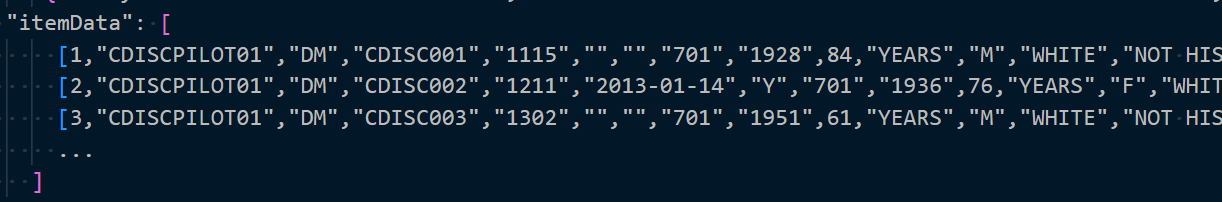 "itemData": [
[1,"CDISCPILOT01","DM","CDISC001","1115","","","701","1928",84,"YEARS","M","WHITE","NOT HIS
[2,"CDISCPILOT01","DM","CDISC002","1211","2013-01-14","Y","701","1936",76,"YEARS","F","WHIT
[3,"CDISCPILOT01","DM","CDISC003","1302","","","701","1951",61,"YEARS","M","WHITE","NOT HIS
...
]